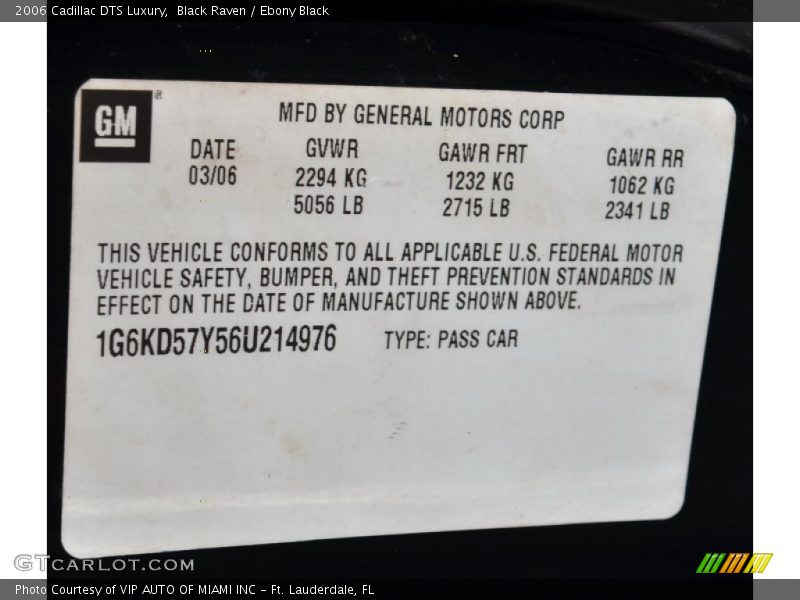 2006 Cadillac DTS Luxury,  Black Raven / Ebony Black
GM ®
MFD BY GENERAL MOTORS CORP
DATE GVWR GAWR FRT GAWR RR
03/06 2294 KG 1232 KG 1062 KG
5056 LB 2715 LB 2341 LB
THIS VEHICLE CONFORMS TO ALL APPLICABLE U.S. FEDERAL MOTOR
VEHICLE SAFETY, BUMPER, AND THEFT PREVENTION STANDARDS IN
EFFECT ON THE DATE OF MANUFACTURE SHOWN ABOVE.
1G6KD57Y56U214976 TYPE: PASS CAR
GTCARLOT.COM
Photo Courtesy of VIP AUTO OF MIAMI INC - Ft. Lauderdale, FL